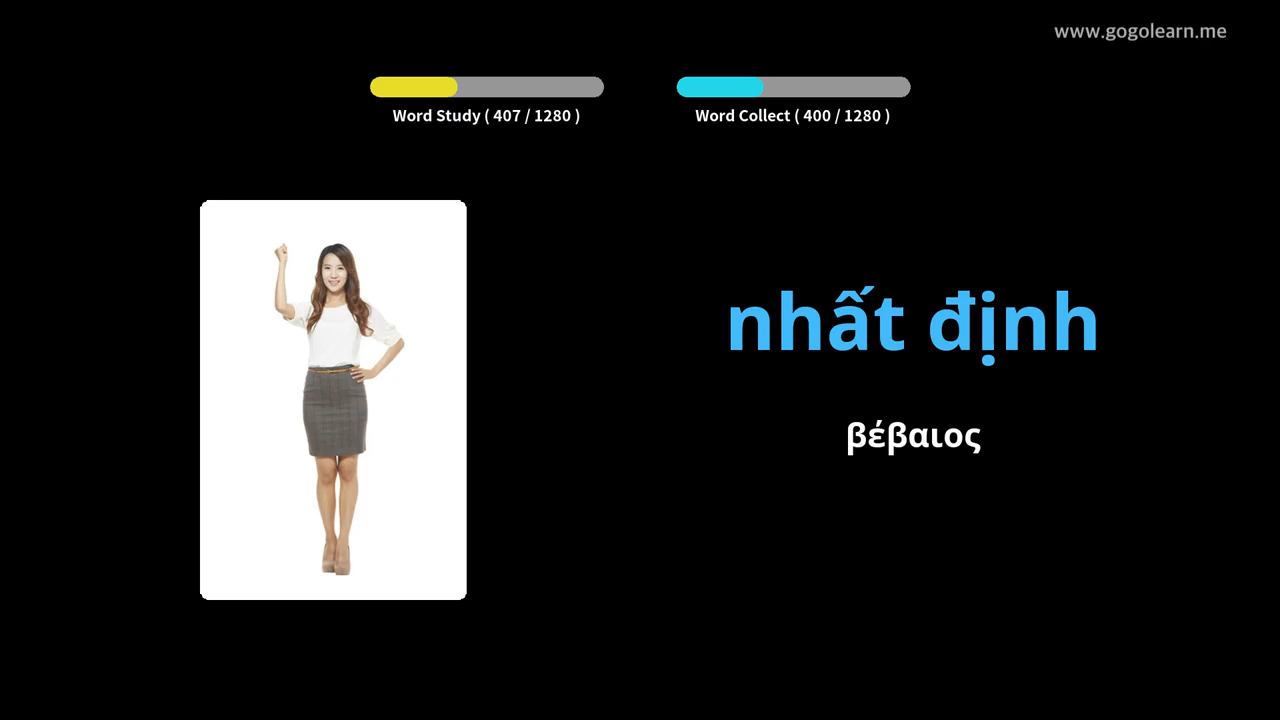 www.gogolearn.me
Word Study ( 407 / 1280 )
Word Collect ( 400 / 1280 )
nhất định
βέβαιος